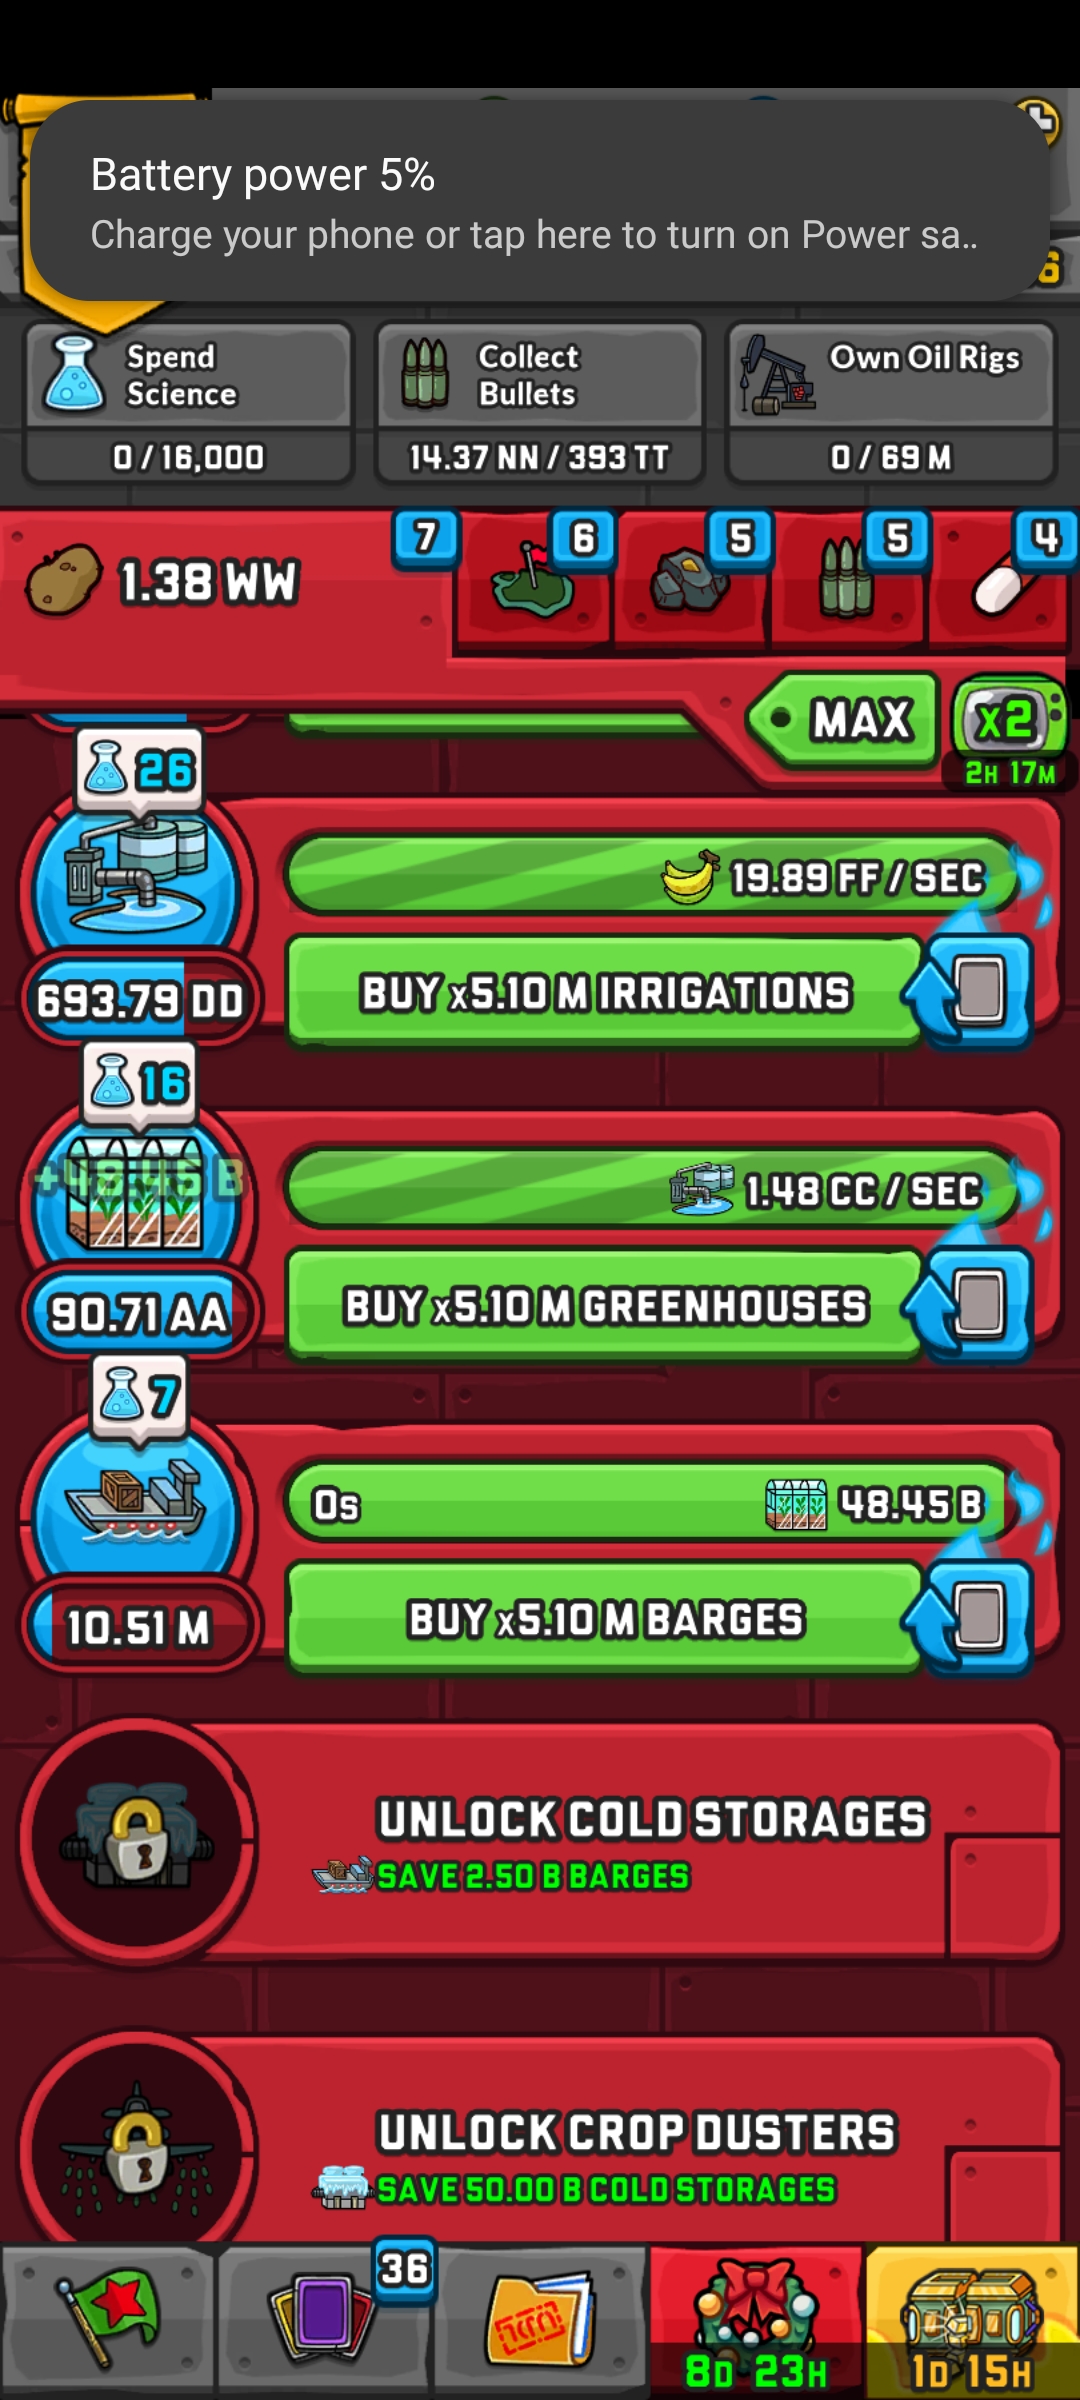 Battery power 5%
Charge your phone or tap here to turn on Power sa..
6
Spend
Science
0 / 16,000
Collect
Bullets
14.37 NN / 393 TT
Own Oil Rigs
0 / 69 M
1.38 WW
7
6
5
5
4
MAX
x2
2H 17M
26
19.89 FF / SEC
693.79 DD
BUY x5.10 M IRRIGATIONS
16
+48.45 B
1.48 CC / SEC
90.71 AA
BUY x5.10 M GREENHOUSES
7
0s
48.45 B
10.51 M
BUY x5.10 M BARGES
UNLOCK COLD STORAGES
SAVE 2.50 B BARGES
UNLOCK CROP DUSTERS
SAVE 50.00 B COLD STORAGES
36
8D 23H
1D 15H